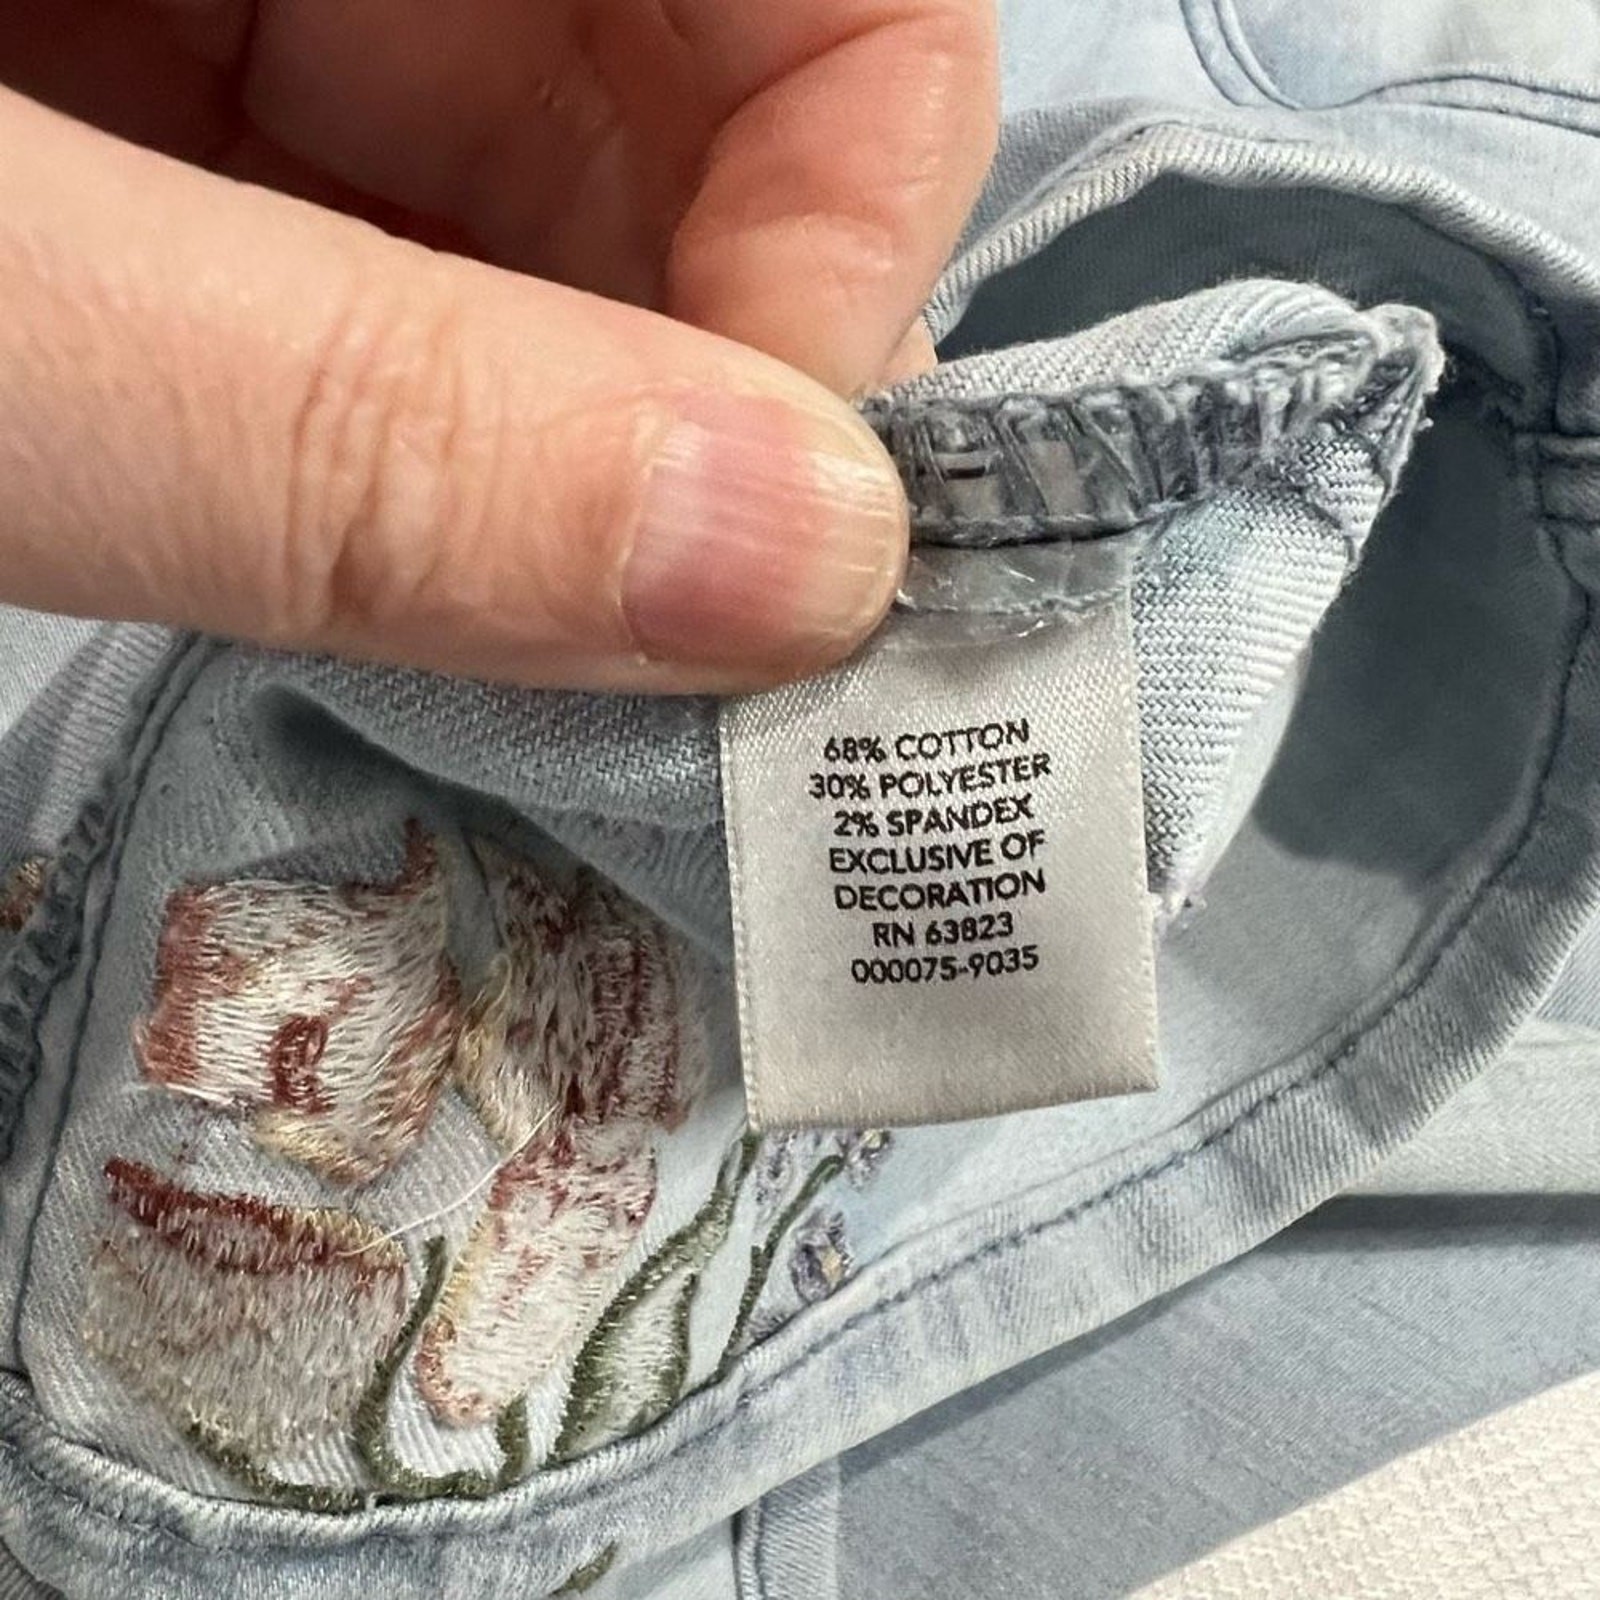 68% COTTON
30% POLYESTER
2% SPANDEX
EXCLUSIVE OF
DECORATION
RN 63823
000075-9035